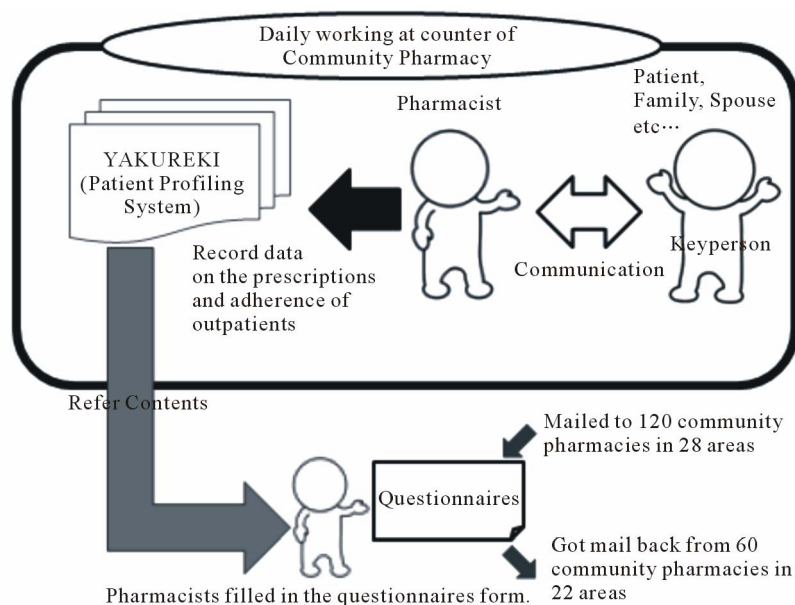 Daily working at counter of
Community Pharmacy
Patient,
Family, Spouse
etc⋯
Pharmacist
YAKUREKI
(Patient Profiling
System)
Keyperson
Communication
Record data
on the prescriptions
and adherence of
outpatients
Refer Contents
Mailed to 120 community
pharmacies in 28 areas
Questionnaires
Got mail back from 60
community pharmacies in
22 areas
Pharmacists filled in the questionnaires form.